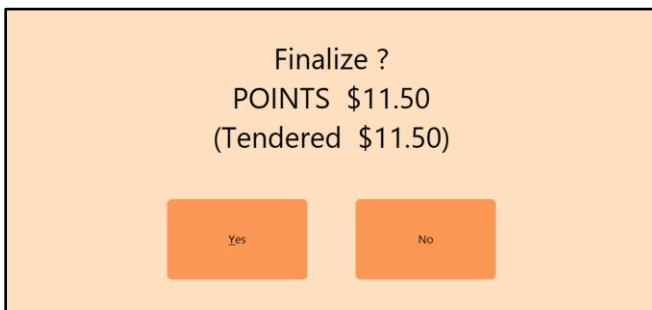 Finalize ?
POINTS $11.50
(Tendered $11.50)
Yes
No